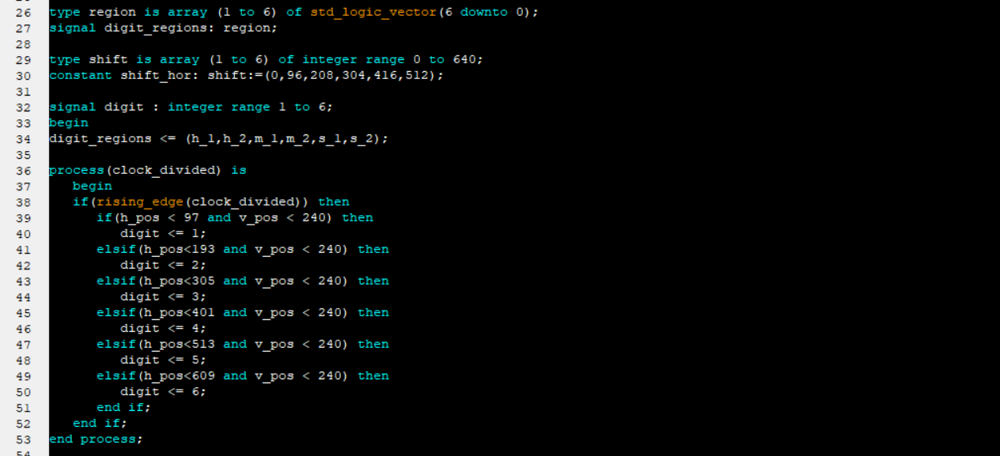 26 type region is array (1 to 6) of std_logic_vector(6 downto 0);
27 signal digit_regions: region;
28
29 type shift is array (1 to 6) of integer range 0 to 640;
30 constant shift_hor: shift:=(0,96,208,304,416,512);
31
32 signal digit : integer range 1 to 6;
33 begin
34 digit_regions <= (h_1,h_2,m_1,m_2,s_1,s_2);
35
36 process(clock_divided) is
37    begin
38    if(rising_edge(clock_divided)) then
39       if(h_pos < 97 and v_pos < 240) then
40          digit <= 1;
41       elsif(h_pos<193 and v_pos < 240) then
42          digit <= 2;
43       elsif(h_pos<305 and v_pos < 240) then
44          digit <= 3;
45       elsif(h_pos<401 and v_pos < 240) then
46          digit <= 4;
47       elsif(h_pos<513 and v_pos < 240) then
48          digit <= 5;
49       elsif(h_pos<609 and v_pos < 240) then
50          digit <= 6;
51       end if;
52    end if;
53 end process;
54